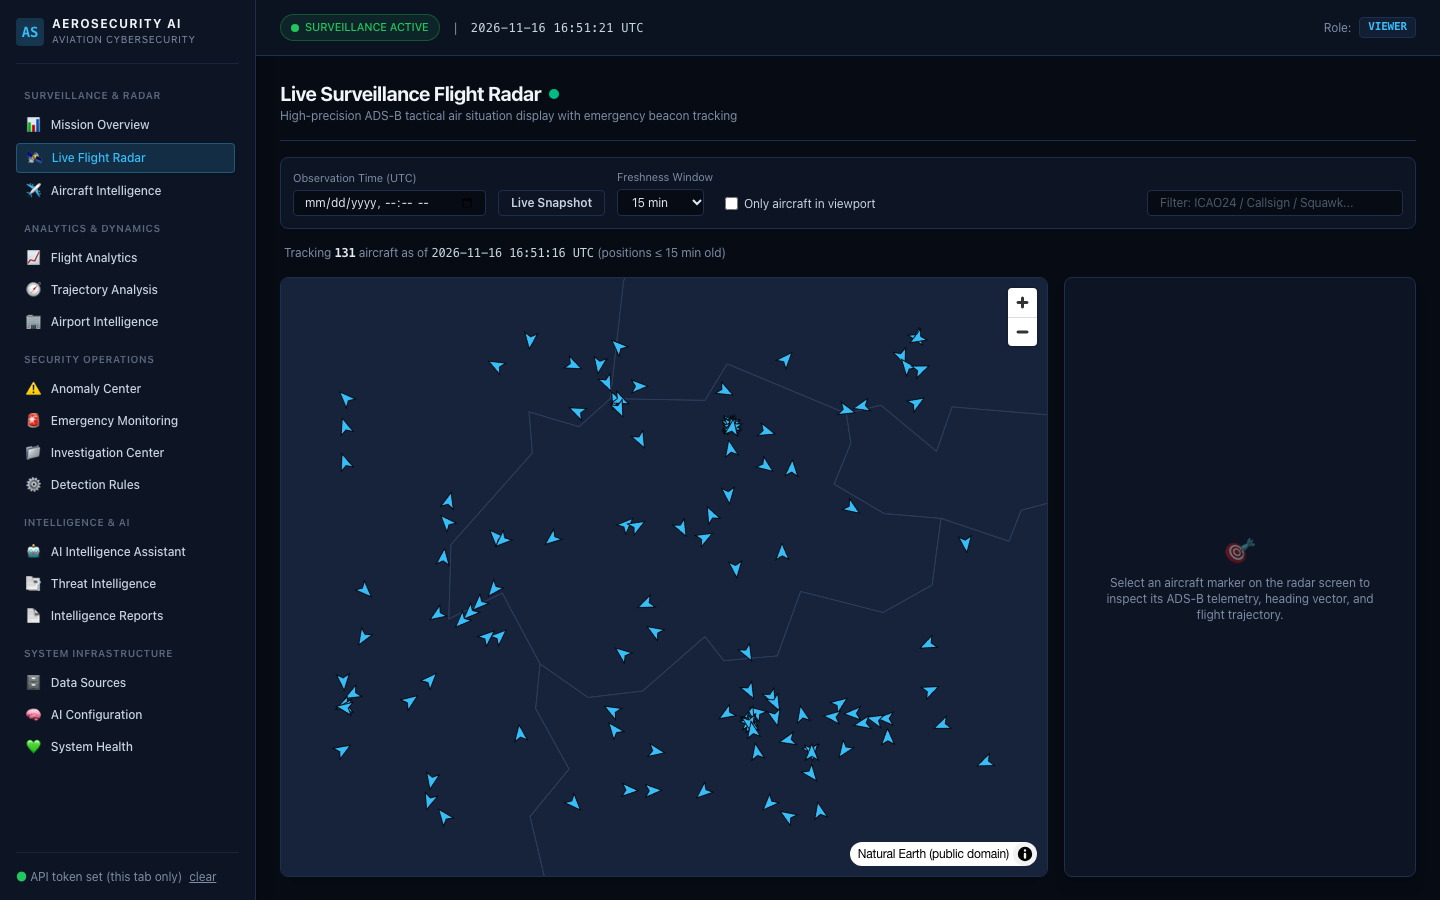 AS
AEROSECURITY AI
AVIATION CYBERSECURITY
SURVEILLANCE & RADAR
Mission Overview
Live Flight Radar
Aircraft Intelligence
ANALYTICS & DYNAMICS
Flight Analytics
Trajectory Analysis
Airport Intelligence
SECURITY OPERATIONS
Anomaly Center
Emergency Monitoring
Investigation Center
Detection Rules
INTELLIGENCE & AI
AI Intelligence Assistant
Threat Intelligence
Intelligence Reports
SYSTEM INFRASTRUCTURE
Data Sources
AI Configuration
System Health
API token set (this tab only) clear
SURVEILLANCE ACTIVE | 2026-11-16 16:51:21 UTC
Role: VIEWER
Live Surveillance Flight Radar
High-precision ADS-B tactical air situation display with emergency beacon tracking
Observation Time (UTC)
mm/dd/yyyy, --:-- --
Live Snapshot
Freshness Window
15 min
Only aircraft in viewport
Filter: ICAO24 / Callsign / Squawk...
Tracking 131 aircraft as of 2026-11-16 16:51:16 UTC (positions ≤ 15 min old)
+
−
Natural Earth (public domain)
Select an aircraft marker on the radar screen to
inspect its ADS-B telemetry, heading vector, and
flight trajectory.